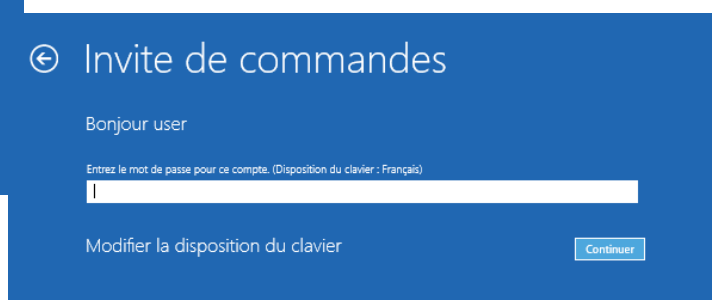 Invite de commandes
Bonjour user
Entrez le mot de passe pour ce compte. (Disposition du clavier : Français)
Modifier la disposition du clavier
Continuer